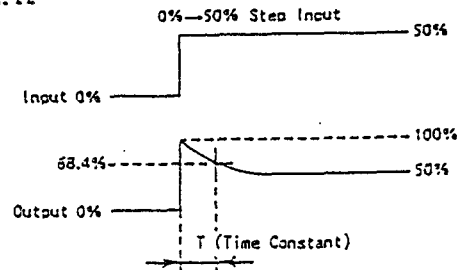 0%→50% Step Input
50%
Input 0%
100%
68.4%
50%
Output 0%
T (Time Constant)